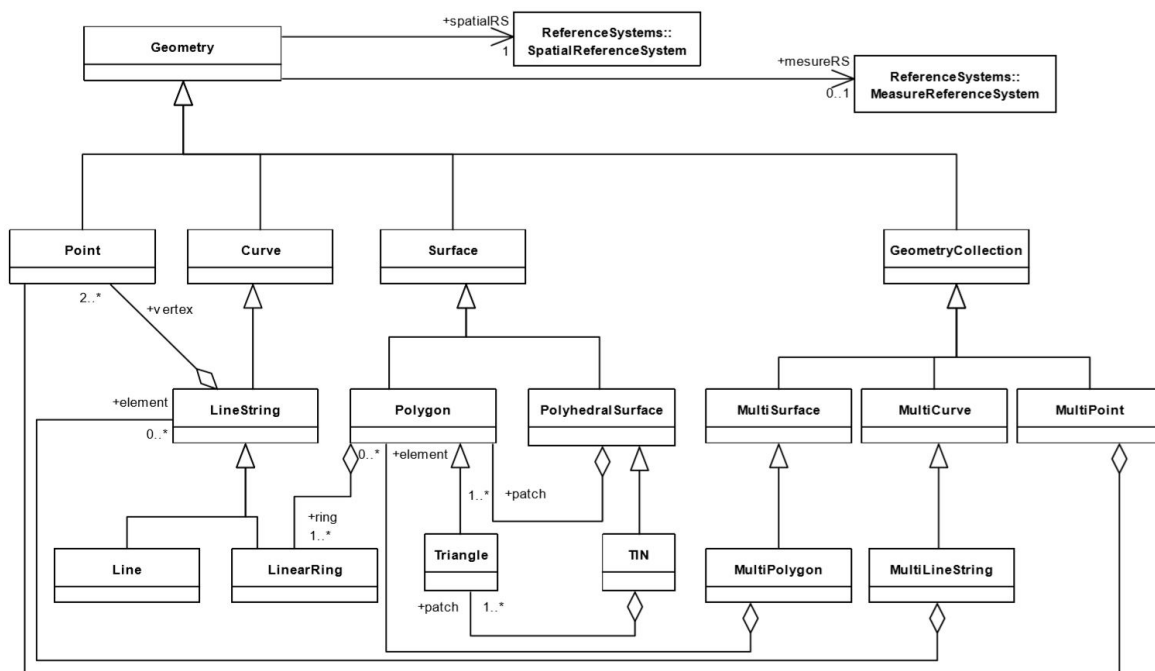 +spatialRS
1
ReferenceSystems::
SpatialReferenceSystem
Geometry
+mesureRS
0..1
ReferenceSystems::
MeasureReferenceSystem
Point
Curve
Surface
GeometryCollection
2..*
+vertex
+element
0..*
LineString
Polygon
PolyhedralSurface
MultiSurface
MultiCurve
MultiPoint
0..*
+element
1..*
+patch
+ring
1..*
Line
LinearRing
Triangle
TIN
MultiPolygon
MultiLineString
+patch
1..*